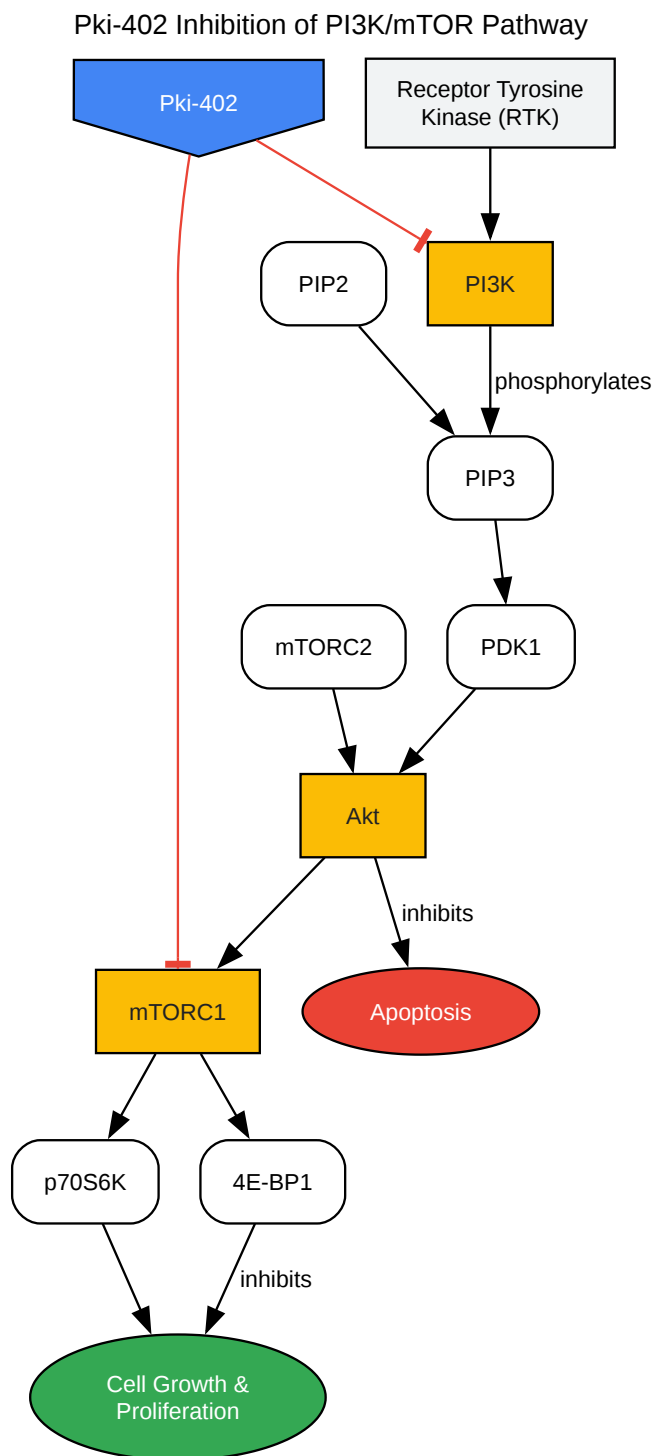 Pki-402 Inhibition of PI3K/mTOR Pathway
Pki-402
Receptor Tyrosine
Kinase (RTK)
PIP2
PI3K
phosphorylates
PIP3
mTORC2
PDK1
Akt
inhibits
mTORC1
Apoptosis
p70S6K
4E-BP1
inhibits
Cell Growth &
Proliferation